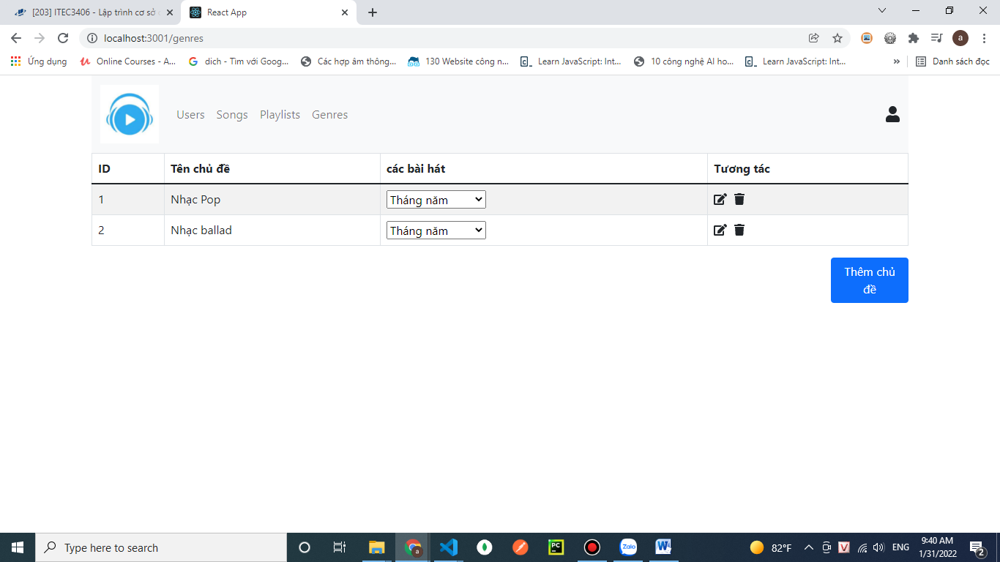 [203] ITEC3406 - Lập trình cơ sở
React App
localhost:3001/genres
Ứng dụng
Online Courses - A...
dich - Tìm với Goog...
Các hợp âm thông...
130 Website công n...
Learn JavaScript: Int...
10 công nghệ AI ho...
Learn JavaScript: Int...
»
Danh sách đọc
Users Songs Playlists Genres
ID Tên chủ đề các bài hát Tương tác
1 Nhạc Pop Tháng năm
2 Nhạc ballad Tháng năm
Thêm chủ
đề
Type here to search
PC
Zalo
82°F
ENG
9:40 AM
1/31/2022
2